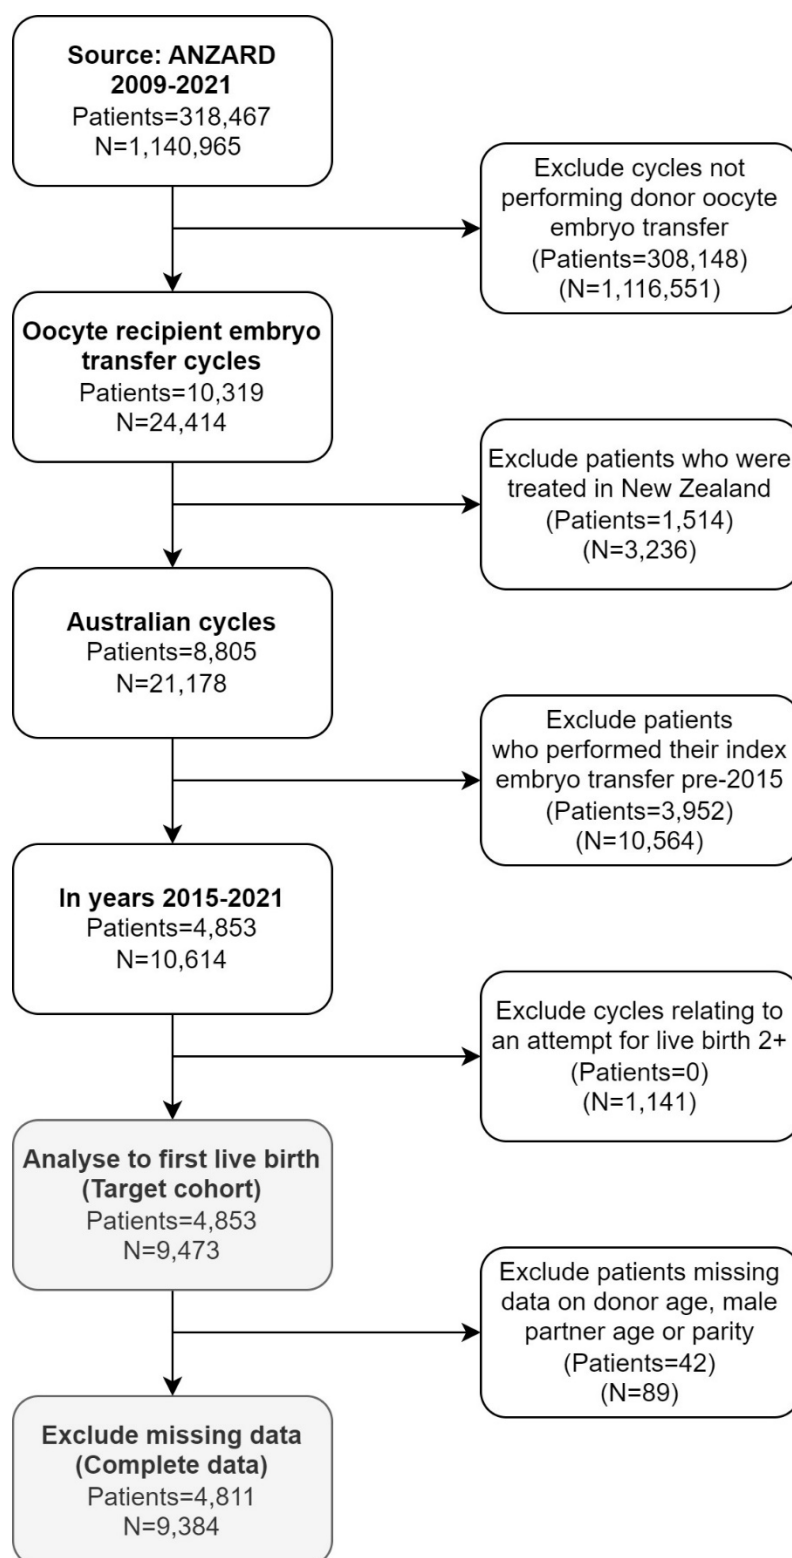 Source: ANZARD
2009-2021
Patients=318,467
N=1,140,965
Exclude cycles not
performing donor oocyte
embryo transfer
(Patients=308,148)
(N=1,116,551)
Oocyte recipient embryo
transfer cycles
Patients=10,319
N=24,414
Exclude patients who were
treated in New Zealand
(Patients=1,514)
(N=3,236)
Australian cycles
Patients=8,805
N=21,178
Exclude patients
who performed their index
embryo transfer pre-2015
(Patients=3,952)
(N=10,564)
In years 2015-2021
Patients=4,853
N=10,614
Exclude cycles relating to
an attempt for live birth 2+
(Patients=0)
(N=1,141)
Analyse to first live birth
(Target cohort)
Patients=4,853
N=9,473
Exclude patients missing
data on donor age, male
partner age or parity
(Patients=42)
(N=89)
Exclude missing data
(Complete data)
Patients=4,811
N=9,384